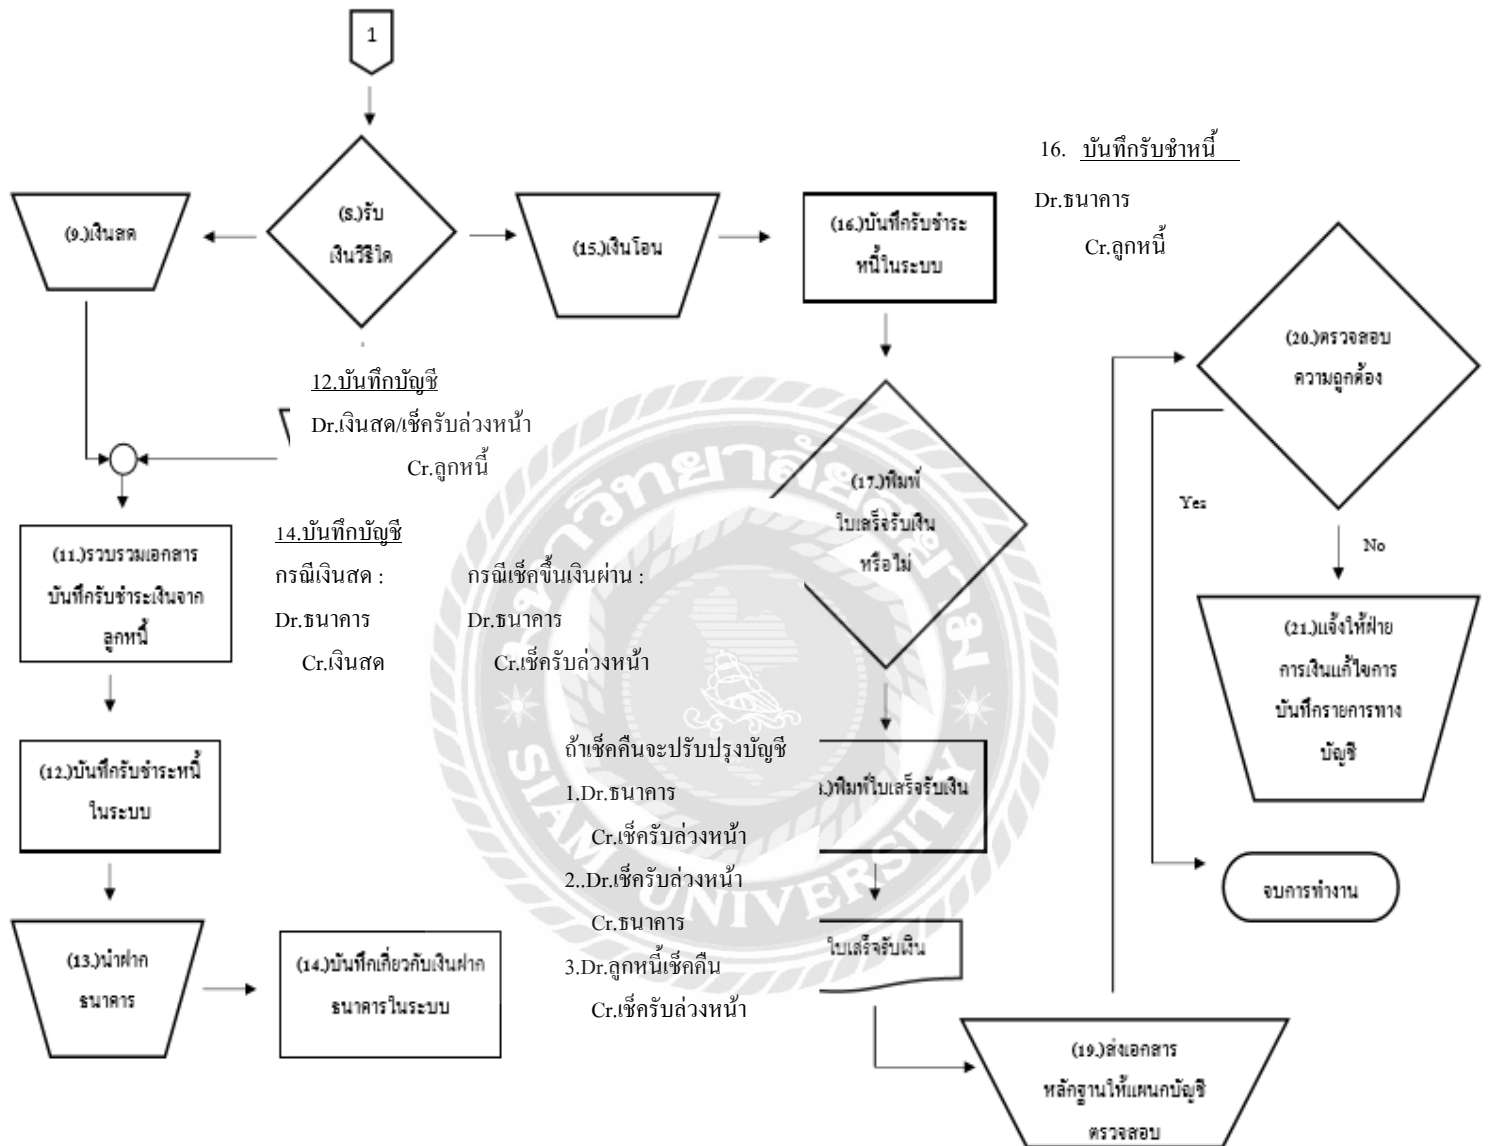 1
(8.)รับ
เงินวิธีใด
(9.)เงินสด
(15.)เงินโอน
(16.)บันทึกรับชำระ
หนี้ในระบบ
16. บันทึกรับชำหนี้
Dr.ธนาคาร
Cr.ลูกหนี้
(20.)ตรวจสอบ
ความถูกต้อง
Yes
No
12.บันทึกบัญชี
Dr.เงินสด/เช็ครับล่วงหน้า
Cr.ลูกหนี้
(17.)พิมพ์
ใบเสร็จรับเงิน
หรือไม่
(11.)รวบรวมเอกสาร
บันทึกรับชำระเงินจาก
ลูกหนี้
14.บันทึกบัญชี
กรณีเงินสด :
Dr.ธนาคาร
Cr.เงินสด
กรณีเช็คขึ้นเงินผ่าน :
Dr.ธนาคาร
Cr.เช็ครับล่วงหน้า
(21.)แจ้งให้ฝ่าย
การเงินแก้ไขการ
บันทึกรายการทาง
บัญชี
(12.)บันทึกรับชำระหนี้
ในระบบ
ถ้าเช็คคืนจะปรับปรุงบัญชี
1.Dr.ธนาคาร
Cr.เช็ครับล่วงหน้า
2..Dr.เช็ครับล่วงหน้า
Cr.ธนาคาร
3.Dr.ลูกหนี้เช็คคืน
Cr.เช็ครับล่วงหน้า
.)พิมพ์ใบเสร็จรับเงิน
ใบเสร็จรับเงิน
จบการทำงาน
(13.)นำฝาก
ธนาคาร
(14.)บันทึกเกี่ยวกับเงินฝาก
ธนาคารในระบบ
(19.)ส่งเอกสาร
หลักฐานให้แผนกบัญชี
ตรวจสอบ
มหาวิทยาลัยสยาม
SIAM UNIVERSITY